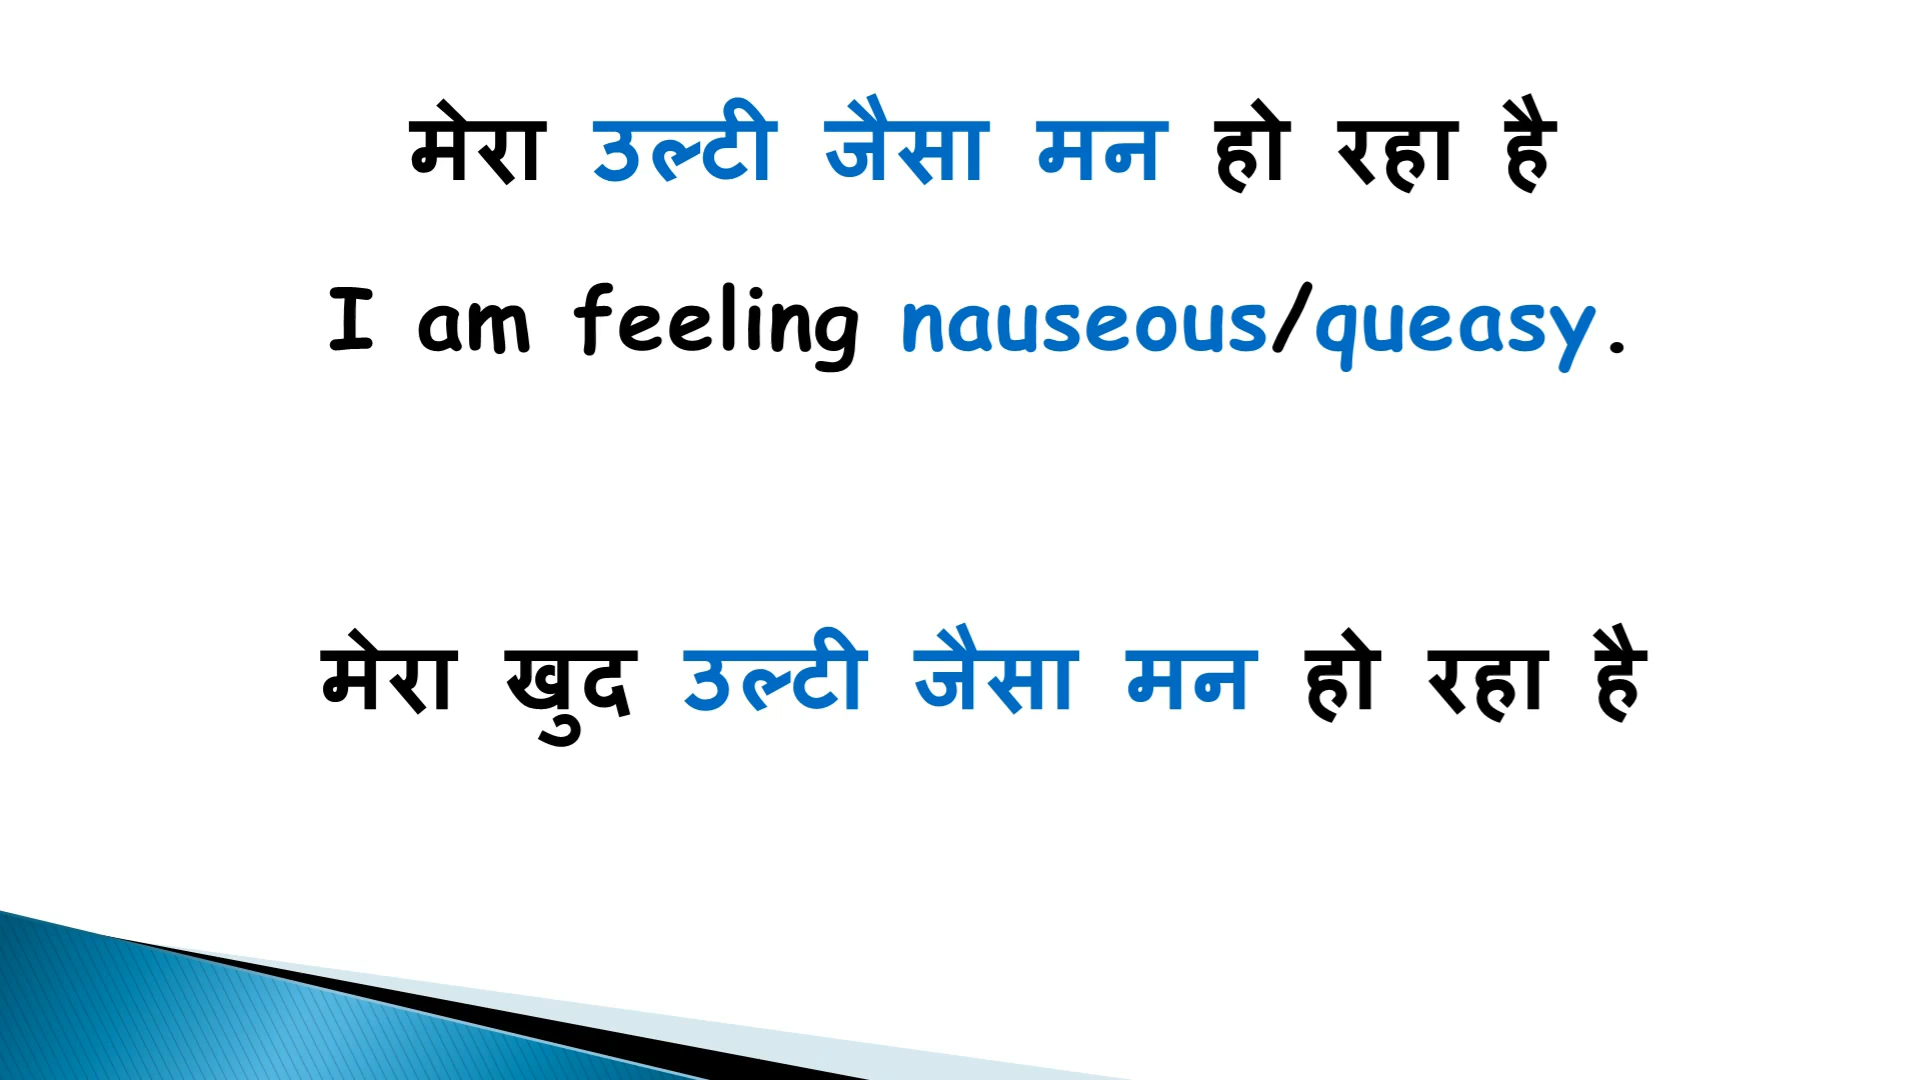 मेरा उल्टी जैसा मन हो रहा है
I am feeling nauseous/queasy.
मेरा खुद उल्टी जैसा मन हो रहा है